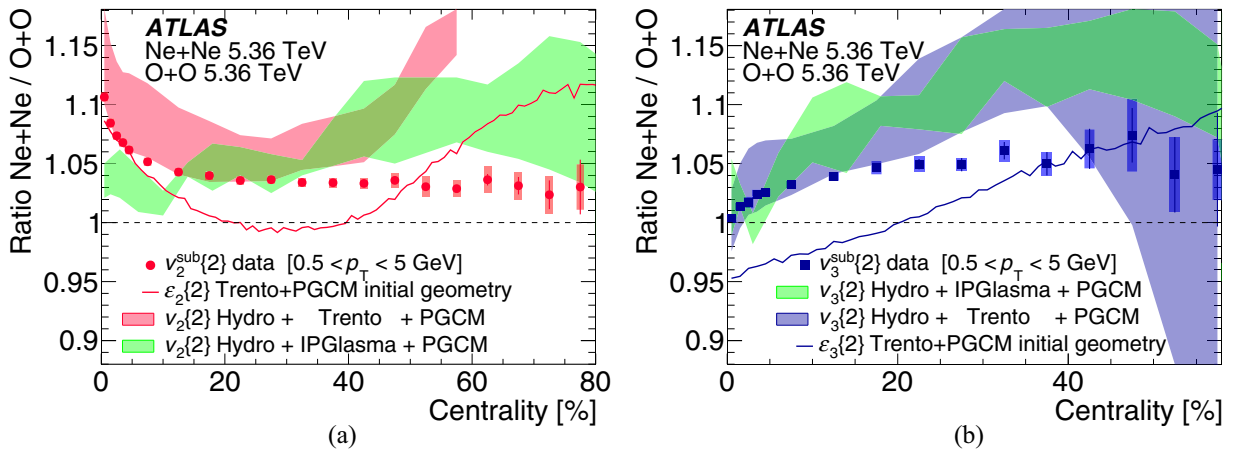 ATLAS
Ne+Ne 5.36 TeV
O+O 5.36 TeV
Ratio Ne+Ne / O+O
1.15
1.1
1.05
1
0.95
0.9
v₂ˢᵘᵇ{2} data [0.5 < p_T < 5 GeV]
ε₂{2} Trento+PGCM initial geometry
v₂{2} Hydro + Trento + PGCM
v₂{2} Hydro + IPGlasma + PGCM
0 20 40 60 80
Centrality [%]
(a)
ATLAS
Ne+Ne 5.36 TeV
O+O 5.36 TeV
Ratio Ne+Ne / O+O
1.15
1.1
1.05
1
0.95
0.9
v₃ˢᵘᵇ{2} data [0.5 < p_T < 5 GeV]
v₃{2} Hydro + IPGlasma + PGCM
v₃{2} Hydro + Trento + PGCM
ε₃{2} Trento+PGCM initial geometry
0 20 40
Centrality [%]
(b)